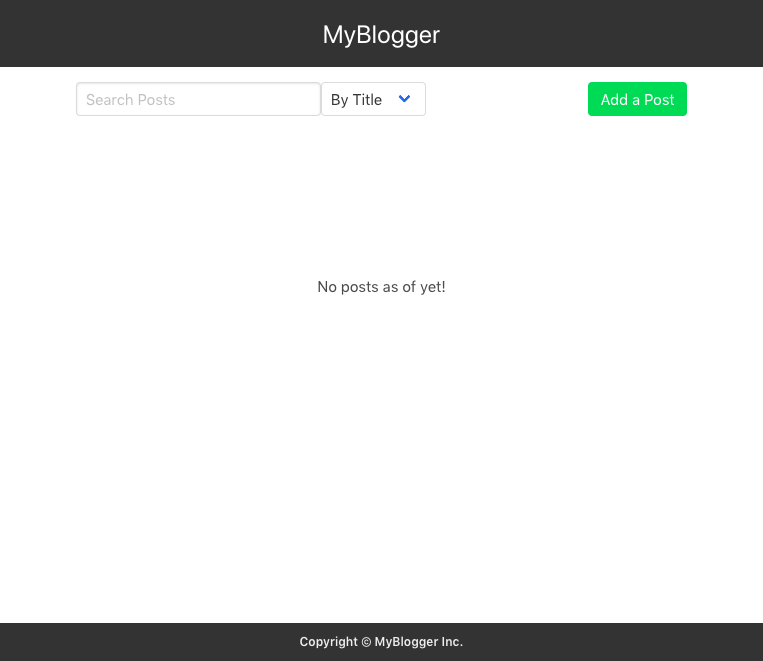 MyBlogger
Search Posts By Title Add a Post
No posts as of yet!
Copyright © MyBlogger Inc.